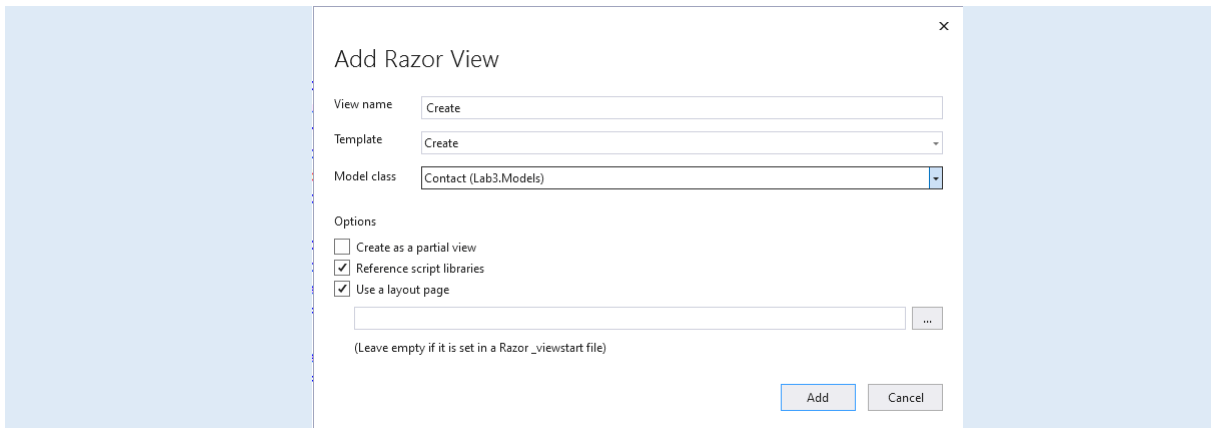 Add Razor View
View name Create
Template Create
Model class Contact (Lab3.Models)
Options
Create as a partial view
Reference script libraries
Use a layout page
...
(Leave empty if it is set in a Razor _viewstart file)
Add Cancel